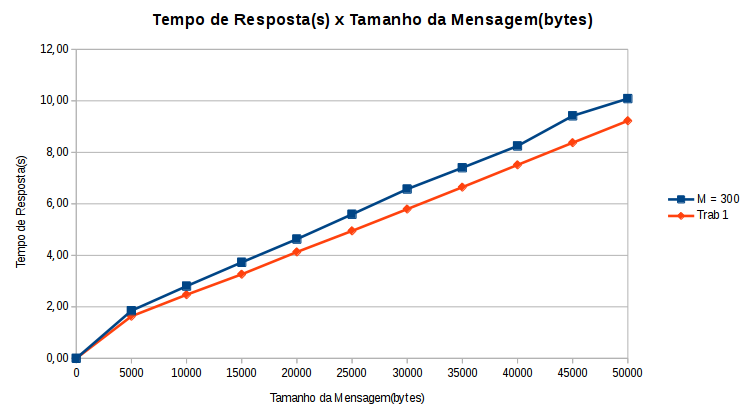 Tempo de Resposta(s) x Tamanho da Mensagem(bytes)
12,00
10,00
8,00
6,00
4,00
2,00
0,00
Tempo de Resposta(s)
0 5000 10000 15000 20000 25000 30000 35000 40000 45000 50000
Tamanho da Mensagem(bytes)
M = 300
Trab 1